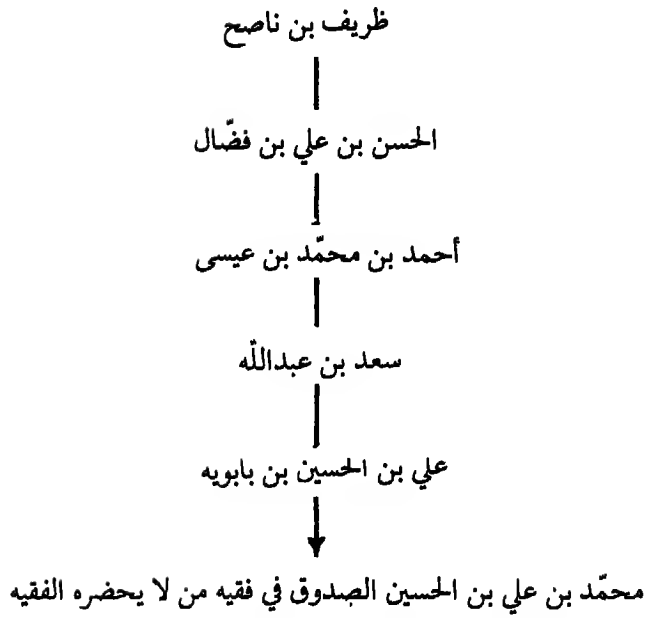 ظريف بن ناصح
الحسن بن علي بن فضّال
أحمد بن محمّد بن عيسى
سعد بن عبداللّه
علي بن الحسين بن بابويه
محمّد بن علي بن الحسين الصدوق في فقيه من لا يحضره الفقيه